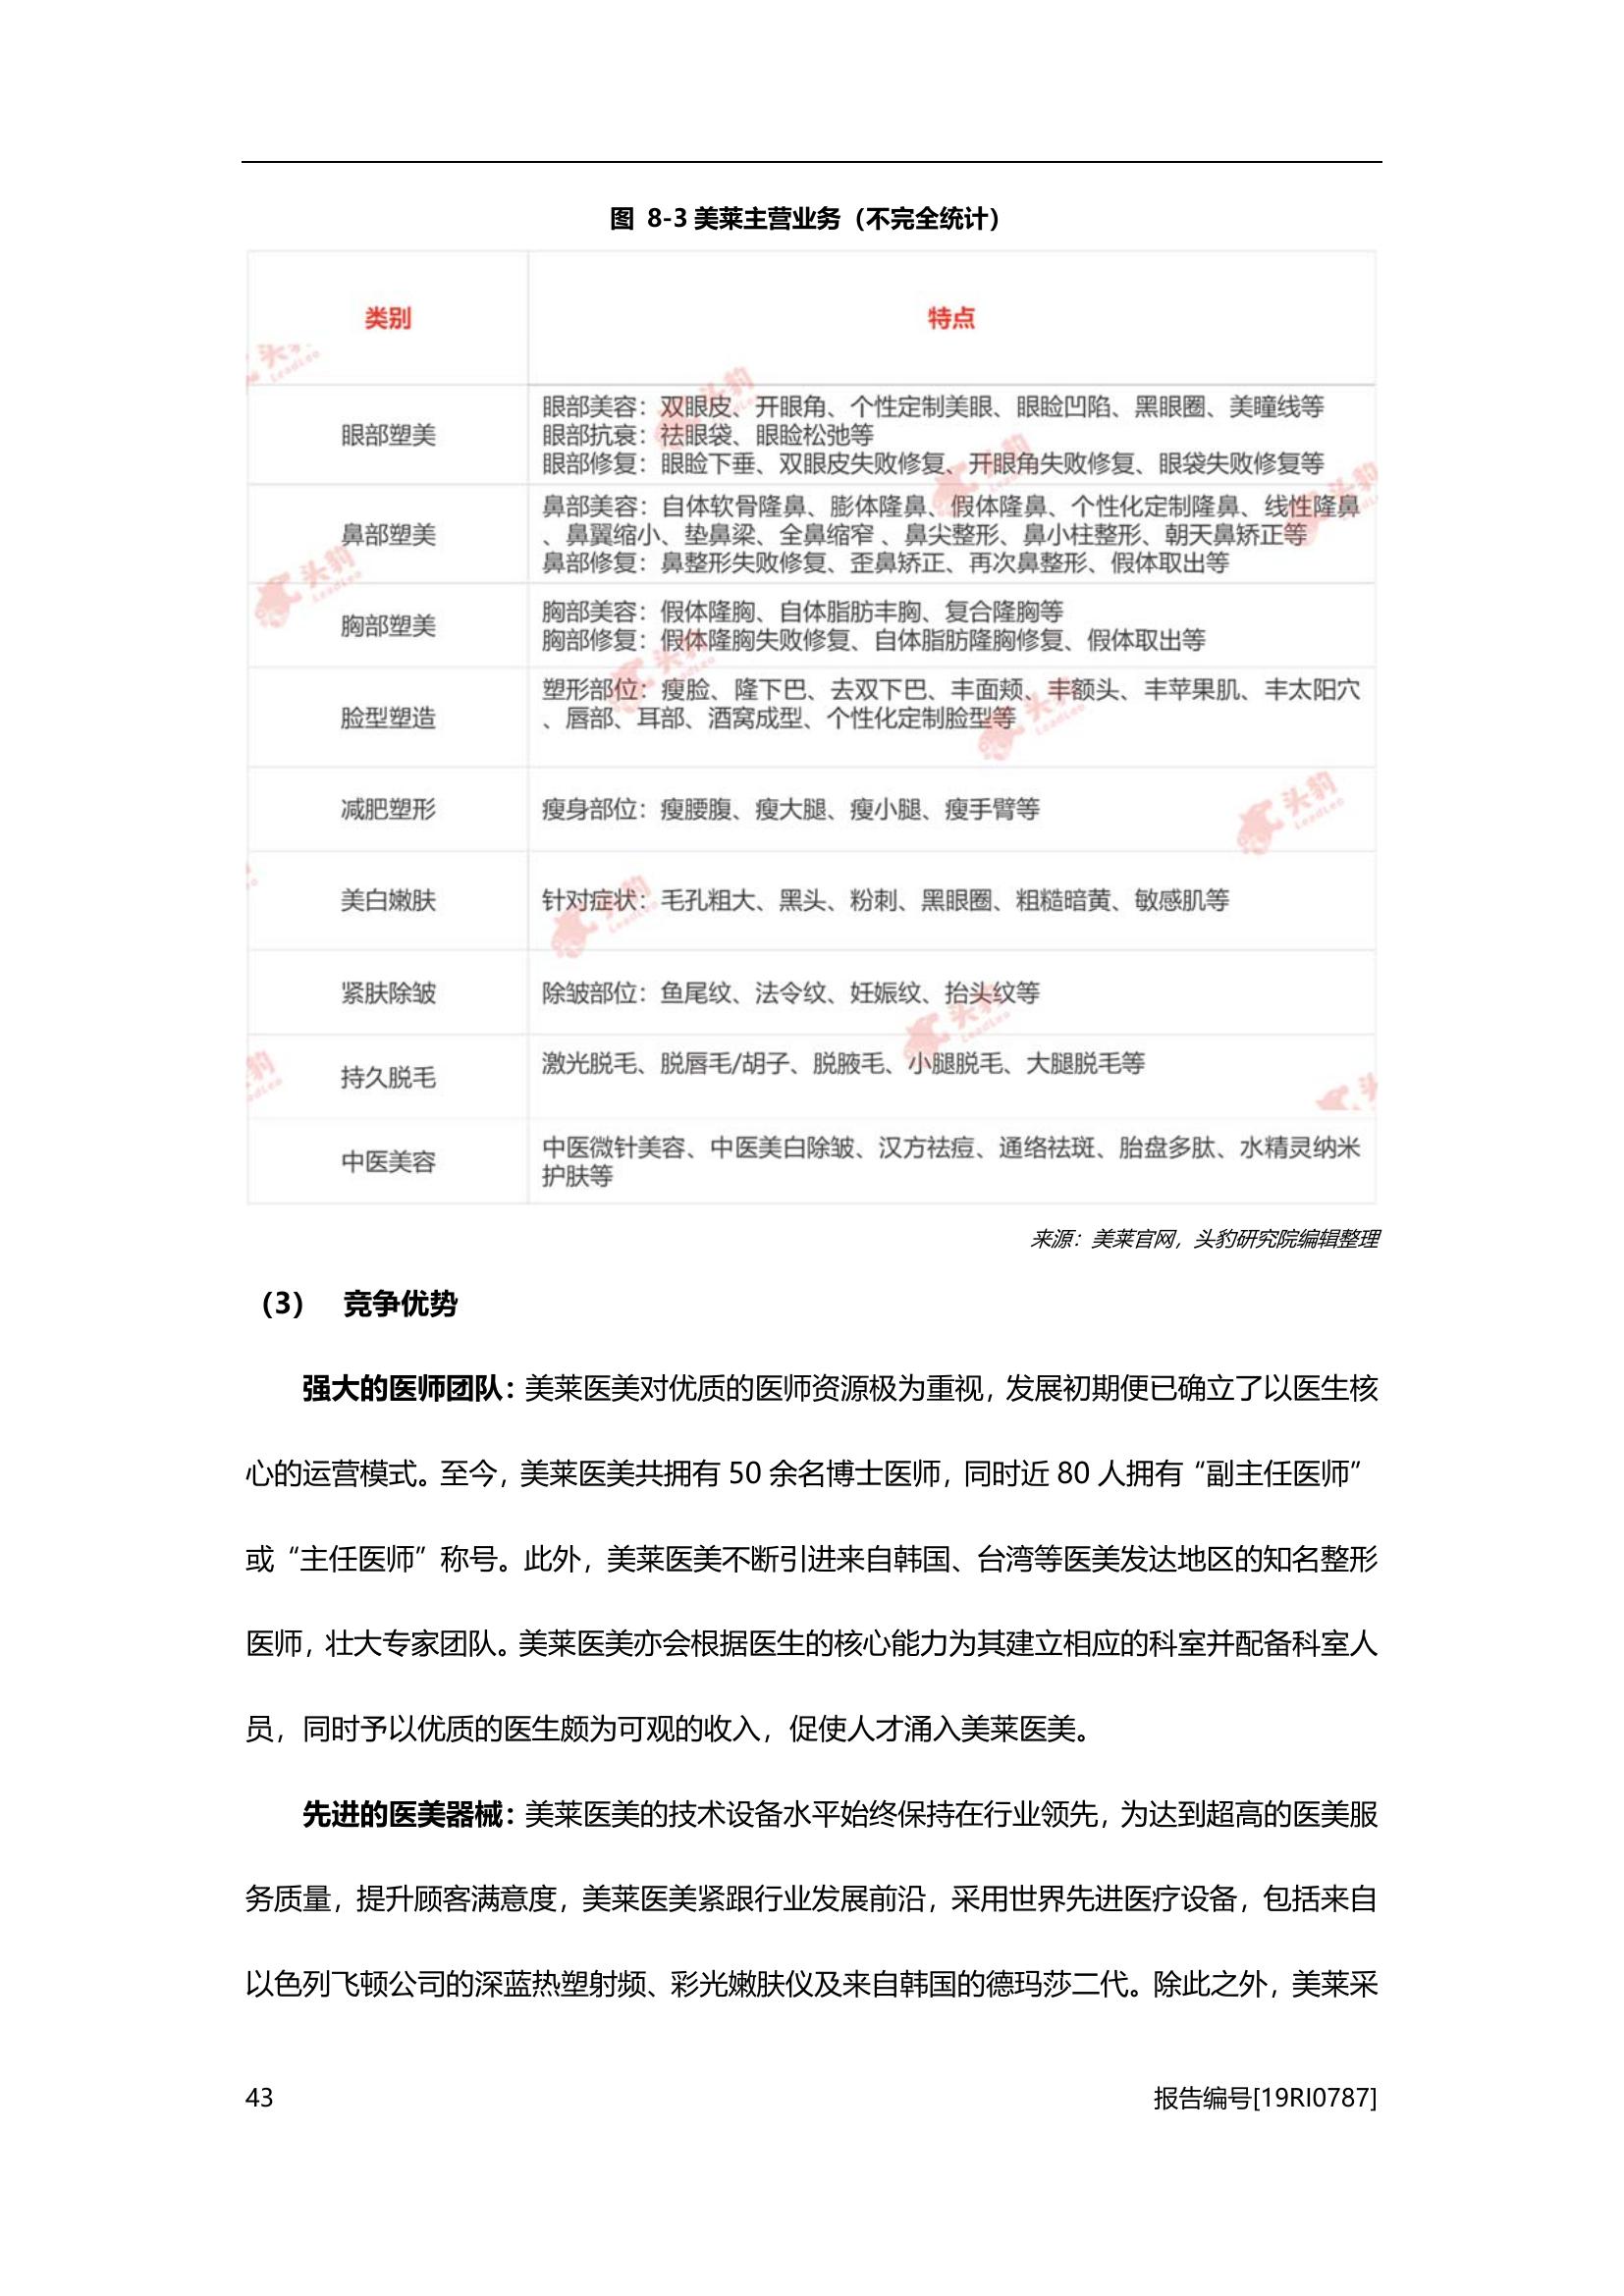 图 8-3 美莱主营业务（不完全统计）
类别
特点
眼部塑美
眼部美容：双眼皮、开眼角、个性定制美眼、眼睑凹陷、黑眼圈、美瞳线等
眼部抗衰：祛眼袋、眼睑松弛等
眼部修复：眼睑下垂、双眼皮失败修复、开眼角失败修复、眼袋失败修复等
鼻部塑美
鼻部美容：自体软骨隆鼻、膨体隆鼻、假体隆鼻、个性化定制隆鼻、线性隆鼻
、鼻翼缩小、垫鼻梁、全鼻缩窄 、鼻尖整形、鼻小柱整形、朝天鼻矫正等
鼻部修复：鼻整形失败修复、歪鼻矫正、再次鼻整形、假体取出等
胸部塑美
胸部美容：假体隆胸、自体脂肪丰胸、复合隆胸等
胸部修复：假体隆胸失败修复、自体脂肪隆胸修复、假体取出等
脸型塑造
塑形部位：瘦脸、隆下巴、去双下巴、丰面颊、丰额头、丰苹果肌、丰太阳穴
、唇部、耳部、酒窝成型、个性化定制脸型等
减肥塑形
瘦身部位：瘦腰腹、瘦大腿、瘦小腿、瘦手臂等
美白嫩肤
针对症状：毛孔粗大、黑头、粉刺、黑眼圈、粗糙暗黄、敏感肌等
紧肤除皱
除皱部位：鱼尾纹、法令纹、妊娠纹、抬头纹等
持久脱毛
激光脱毛、脱唇毛/胡子、脱腋毛、小腿脱毛、大腿脱毛等
中医美容
中医微针美容、中医美白除皱、汉方祛痘、通络祛斑、胎盘多肽、水精灵纳米
护肤等
来源：美莱官网，头豹研究院编辑整理
（3） 竞争优势
强大的医师团队：美莱医美对优质的医师资源极为重视，发展初期便已确立了以医生核
心的运营模式。至今，美莱医美共拥有 50 余名博士医师，同时近 80 人拥有“副主任医师”
或“主任医师”称号。此外，美莱医美不断引进来自韩国、台湾等医美发达地区的知名整形
医师，壮大专家团队。美莱医美亦会根据医生的核心能力为其建立相应的科室并配备科室人
员，同时予以优质的医生颇为可观的收入，促使人才涌入美莱医美。
先进的医美器械：美莱医美的技术设备水平始终保持在行业领先，为达到超高的医美服
务质量，提升顾客满意度，美莱医美紧跟行业发展前沿，采用世界先进医疗设备，包括来自
以色列飞顿公司的深蓝热塑射频、彩光嫩肤仪及来自韩国的德玛莎二代。除此之外，美莱采
43
报告编号[19RI0787]